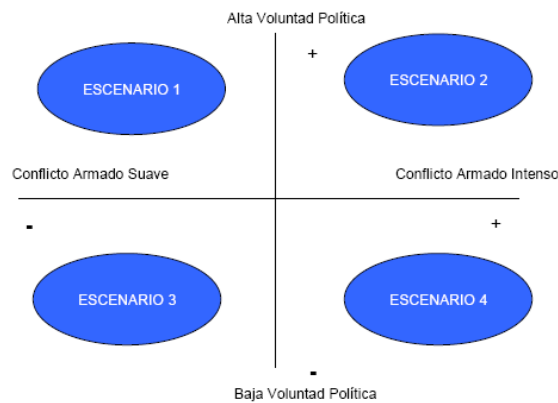 Alta Voluntad Política
+
ESCENARIO 1
ESCENARIO 2
Conflicto Armado Suave
Conflicto Armado Intenso
-
+
ESCENARIO 3
ESCENARIO 4
-
Baja Voluntad Política